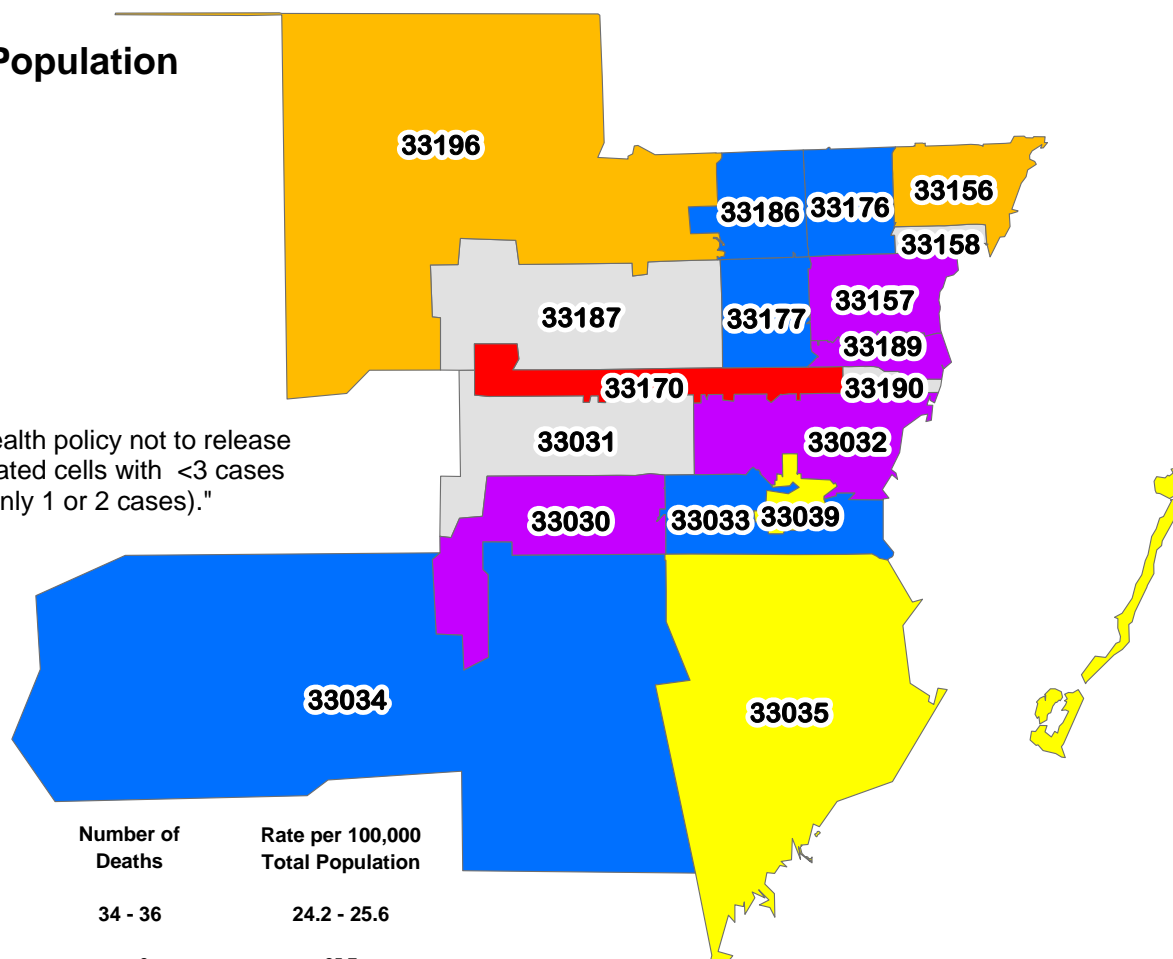 Population
33196
33156
33186
33176
33158
33187
33177
33157
33189
33170
33190
33031
33032
ealth policy not to release
ated cells with <3 cases
nly 1 or 2 cases)."
33030
33033
33039
33034
33035
Number of Deaths
Rate per 100,000 Total Population
34 - 36
24.2 - 25.6